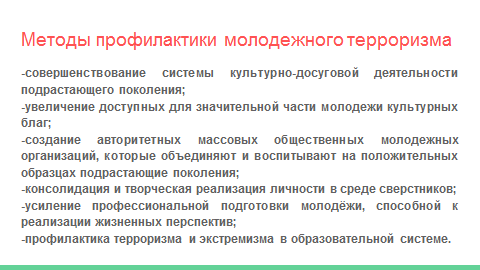 Методы профилактики молодежного терроризма
-совершенствование системы культурно-досуговой деятельности
подрастающего поколения;
-увеличение доступных для значительной части молодежи культурных
благ;
-создание авторитетных массовых общественных молодежных
организаций, которые объединяют и воспитывают на положительных
образцах подрастающие поколения;
-консолидация и творческая реализация личности в среде сверстников;
-усиление профессиональной подготовки молодёжи, способной к
реализации жизненных перспектив;
-профилактика терроризма и экстремизма в образовательной системе.